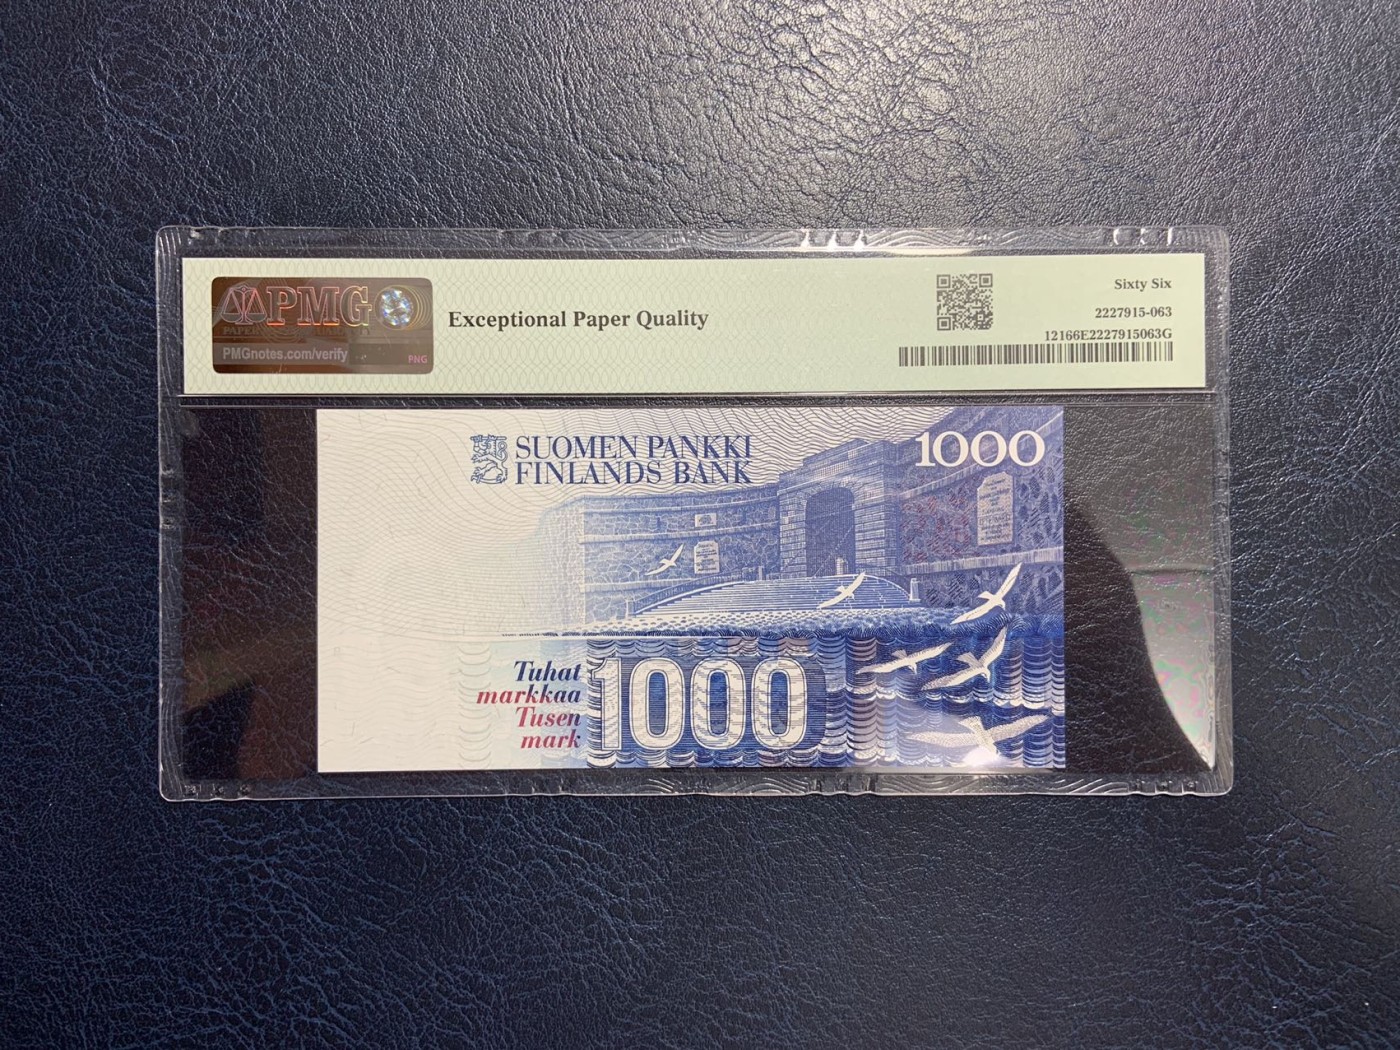 PMG
PMGnotes.com/verify
PNG
Exceptional Paper Quality
Sixty Six
2227915-063
12166E2227915063G
SUOMEN PANKKI
FINLANDS BANK
1000
Tuhat
markkaa
Tusen
mark
1000